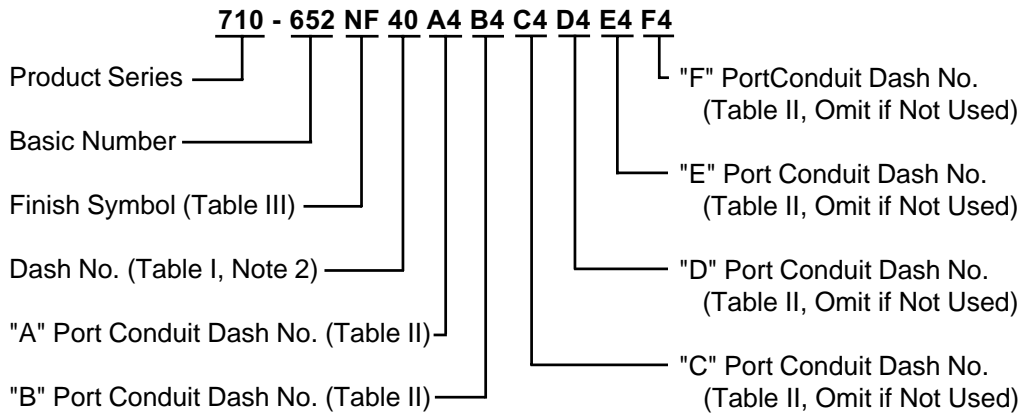 710 - 652 NF 40 A4 B4 C4 D4 E4 F4
Product Series
Basic Number
Finish Symbol (Table III)
Dash No. (Table I, Note 2)
"A" Port Conduit Dash No. (Table II)
"B" Port Conduit Dash No. (Table II)
"F" PortConduit Dash No.
(Table II, Omit if Not Used)
"E" Port Conduit Dash No.
(Table II, Omit if Not Used)
"D" Port Conduit Dash No.
(Table II, Omit if Not Used)
"C" Port Conduit Dash No.
(Table II, Omit if Not Used)